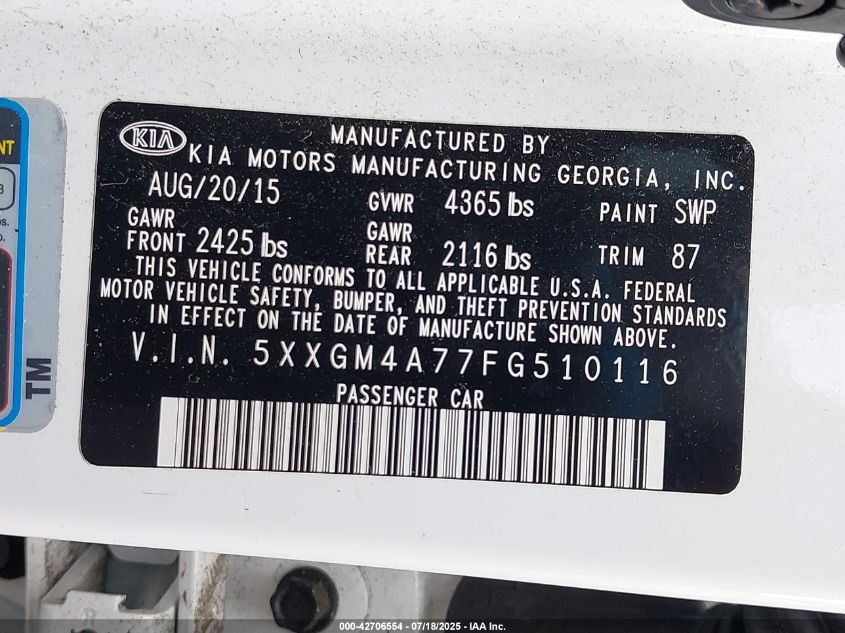 NT
3
os.
o.
TM
KIA
MANUFACTURED BY
KIA MOTORS MANUFACTURING GEORGIA, INC.
AUG/20/15 GVWR 4365 lbs PAINT SWP
GAWR FRONT 2425 lbs GAWR REAR 2116 lbs TRIM 87
THIS VEHICLE CONFORMS TO ALL APPLICABLE U.S.A. FEDERAL
MOTOR VEHICLE SAFETY, BUMPER, AND THEFT PREVENTION STANDARDS
IN EFFECT ON THE DATE OF MANUFACTURE SHOWN ABOVE.
V.I.N. 5XXGM4A77FG510116
PASSENGER CAR
000-42706554 - 07/18/2025 - IAA Inc.